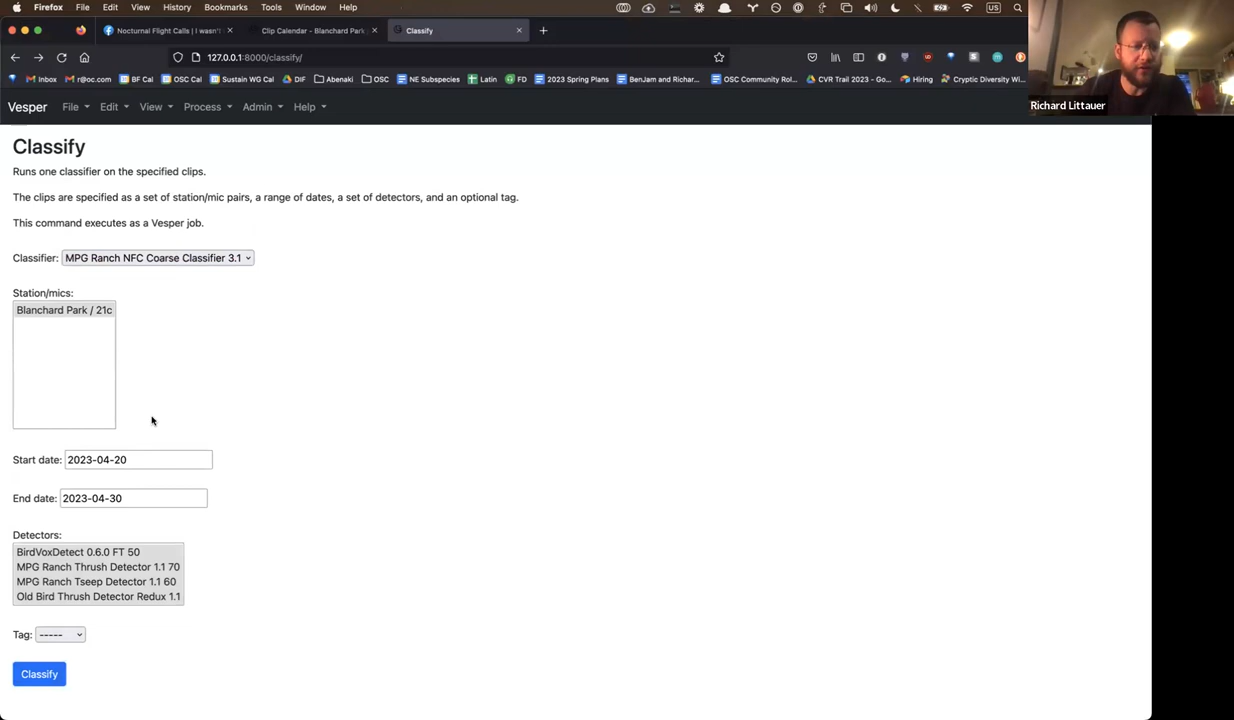 Firefox File Edit View History Bookmarks Tools Window Help US
Nocturnal Flight Calls | I wasn't
Clip Calendar - Blanchard Park
Classify
127.0.0.1:8000/classify/
Inbox r@oc.com BF Cal OSC Cal Sustain WG Cal DIF Abenaki OSC NE Subspecies Latin FD 2023 Spring Plans BenJam and Richar... OSC Community Rol... CVR Trail 2023 - Go... Hiring Cryptic Diversity Wi...
Richard Littauer
Vesper File Edit View Process Admin Help
Classify
Runs one classifier on the specified clips.
The clips are specified as a set of station/mic pairs, a range of dates, a set of detectors, and an optional tag.
This command executes as a Vesper job.
Classifier: MPG Ranch NFC Coarse Classifier 3.1
Station/mics:
Blanchard Park / 21c
Start date: 2023-04-20
End date: 2023-04-30
Detectors:
BirdVoxDetect 0.6.0 FT 50
MPG Ranch Thrush Detector 1.1 70
MPG Ranch Tseep Detector 1.1 60
Old Bird Thrush Detector Redux 1.1
Tag: -----
Classify